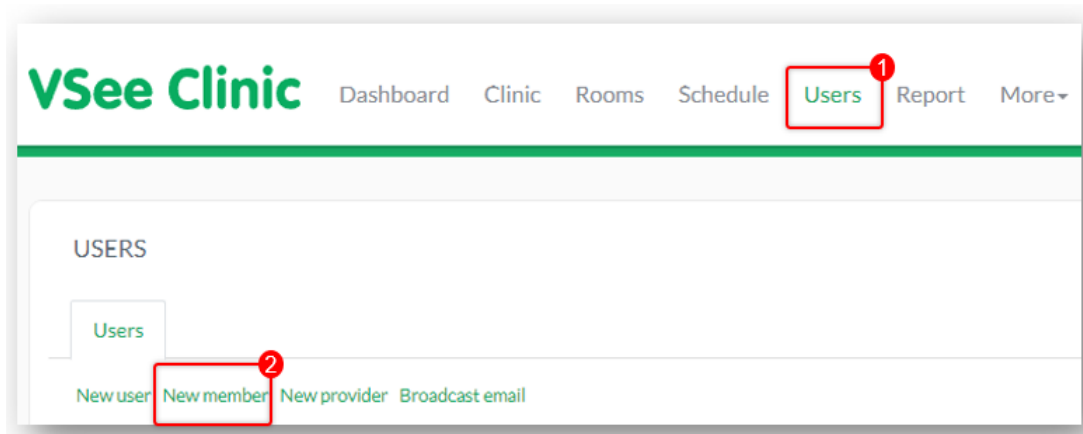 VSee Clinic Dashboard Clinic Rooms Schedule Users 1 Report More
USERS
Users
2
New user New member New provider Broadcast email